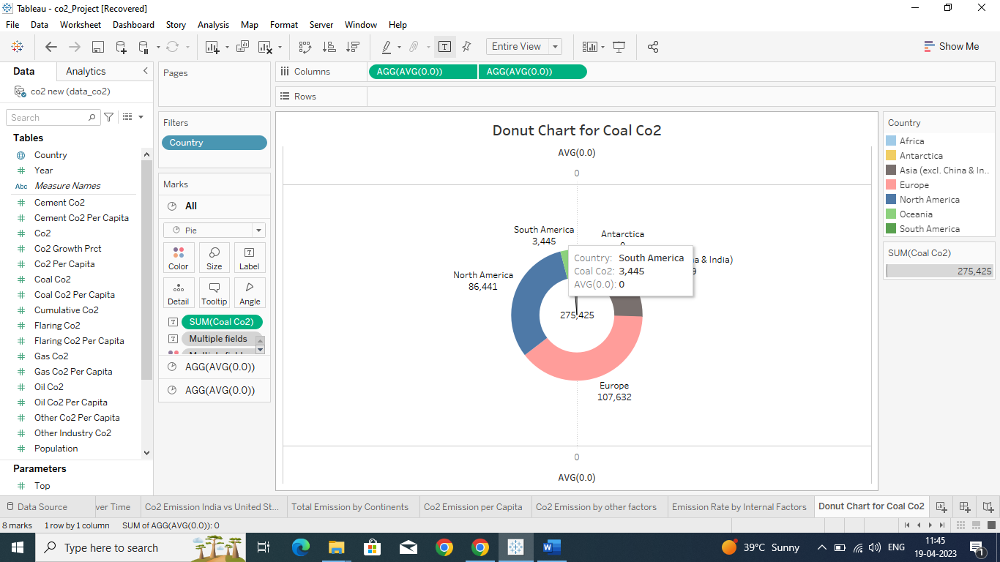 Tableau - co2_Project [Recovered]
File Data Worksheet Dashboard Story Analysis Map Format Server Window Help
Entire View
Show Me
Data Analytics
co2 new (data_co2)
Search
Tables
Country
Year
Abc Measure Names
Cement Co2
Cement Co2 Per Capita
Co2
Co2 Growth Prct
Co2 Per Capita
Coal Co2
Coal Co2 Per Capita
Cumulative Co2
Flaring Co2
Flaring Co2 Per Capita
Gas Co2
Gas Co2 Per Capita
Oil Co2
Oil Co2 Per Capita
Other Co2 Per Capita
Other Industry Co2
Population
Parameters
Top
Pages
Filters
Country
Marks
All
Pie
Color Size Label
Detail Tooltip Angle
SUM(Coal Co2)
Multiple fields
AGG(AVG(0.0))
AGG(AVG(0.0))
Columns AGG(AVG(0.0)) AGG(AVG(0.0))
Rows
Donut Chart for Coal Co2
AVG(0.0)
0
South America
3,445
Antarctica
North America
86,441
Country: South America
Coal Co2: 3,445
AVG(0.0): 0
a & India)
9
275,425
Europe
107,632
0
AVG(0.0)
Country
Africa
Antarctica
Asia (excl. China & In..
Europe
North America
Oceania
South America
SUM(Coal Co2)
275,425
Data Source ver Time Co2 Emission India vs United St... Total Emission by Continents Co2 Emission per Capita Co2 Emission by other factors Emission Rate by Internal Factors Donut Chart for Coal Co2
8 marks 1 row by 1 column SUM of AGG(AVG(0.0)): 0
Type here to search
39°C Sunny
ENG
11:45
19-04-2023
1